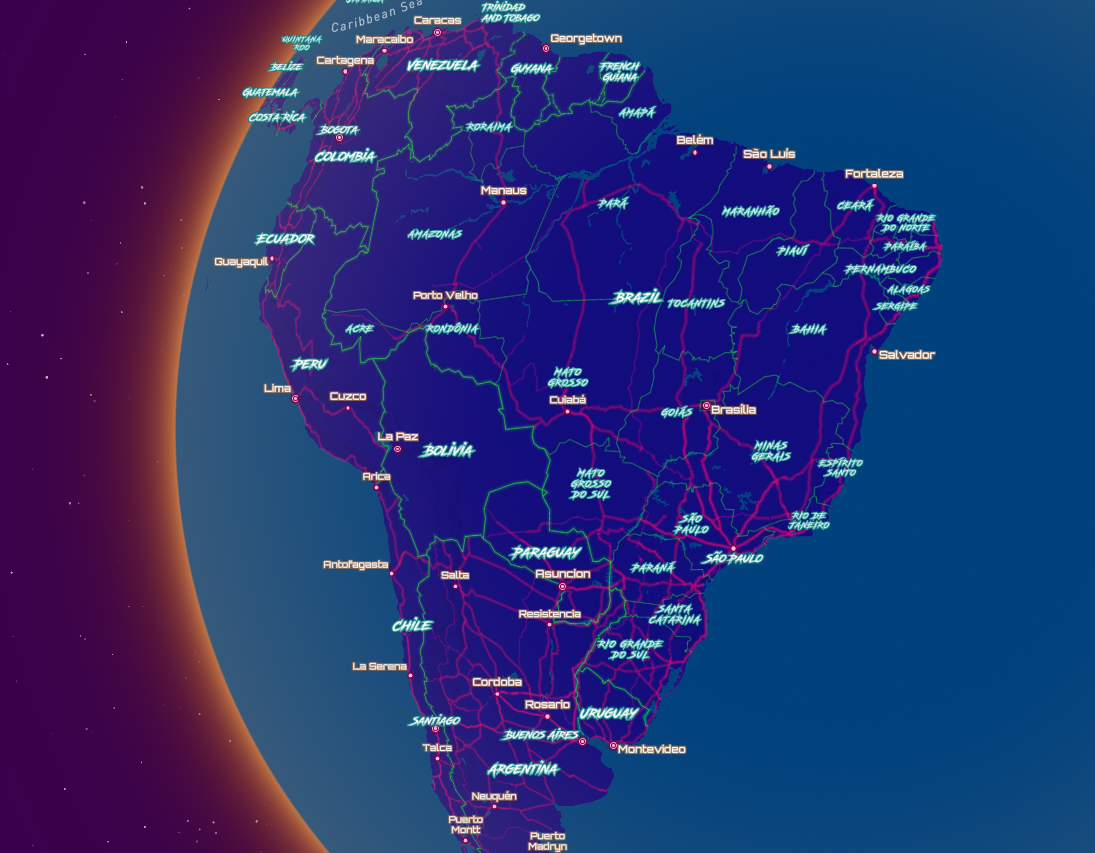 JAMAICA
Caribbean Sea
TRINIDAD
AND TOBAGO
Caracas
QUINTANA
ROO
Maracaibo
Georgetown
Cartagena
BELIZE
VENEZUELA
GUYANA
FRENCH
GUIANA
GUATEMALA
COSTA RICA
AMAPÁ
BOGOTA
RORAIMA
COLOMBIA
Belém
São Luís
Fortaleza
Manaus
PARÁ
MARANHÃO
CEARÁ
RIO GRANDE
DO NORTE
AMAZONAS
ECUADOR
PIAUÍ
PARAÍBA
Guayaquil
PERNAMBUCO
ALAGOAS
Porto Velho
BRAZIL
TOCANTINS
SERGIPE
ACRE
RONDÔNIA
BAHIA
PERU
Salvador
MATO
GROSSO
Lima
Cuzco
Cuiabá
GOIÁS
Brasília
La Paz
BOLIVIA
MINAS
GERAIS
ESPÍRITO
SANTO
Arica
MATO
GROSSO
DO SUL
SÃO
PAULO
RIO DE
JANEIRO
PARAGUAY
SÃO PAULO
Antofagasta
Salta
Asuncion
PARANÁ
Resistencia
SANTA
CATARINA
CHILE
RIO GRANDE
DO SUL
La Serena
Cordoba
Rosario
URUGUAY
SANTIAGO
BUENOS AIRES
Talca
Montevideo
ARGENTINA
Neuquén
Puerto
Montt
Puerto
Madryn